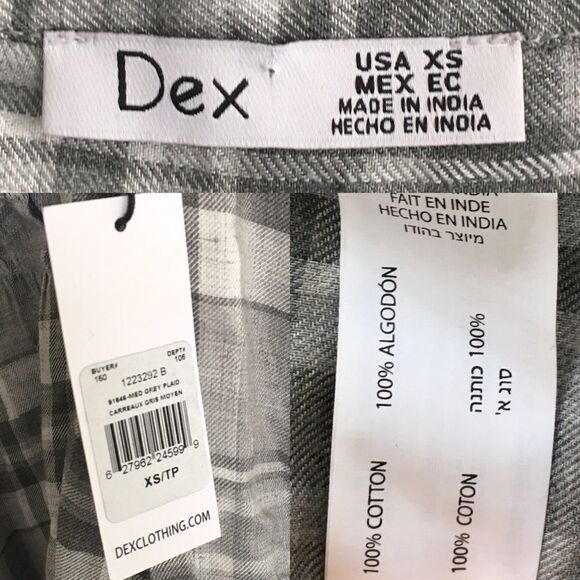 Dex
USA XS
MEX EC
MADE IN INDIA
HECHO EN INDIA
BUYER#
150
DEPT#
106
1223292 B
91646-MED GREY PLAID
CARREAUX GRIS MOYEN
6 27962 24599 9
XS/TP
DEXCLOTHING.COM
FAIT EN INDE
HECHO EN INDIA
מיוצר בהודו
100% ALGODÓN
100% כותנה
סוג א'
100% COTTON
100% COTON